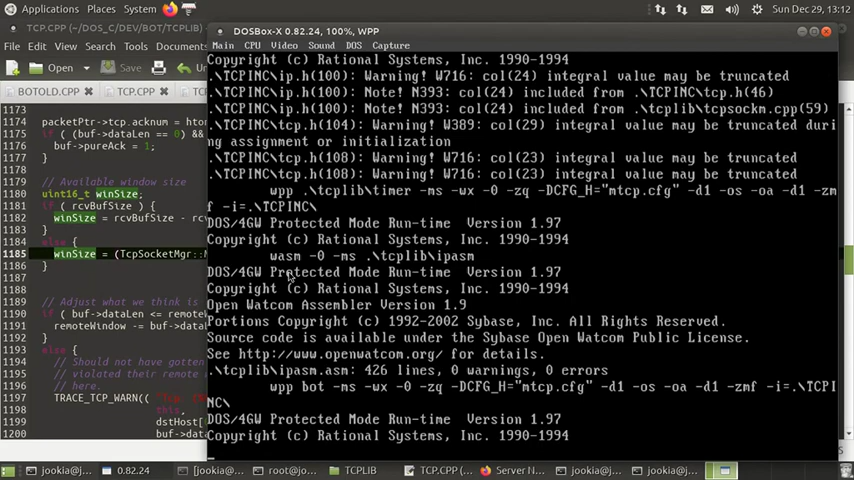 Applications Places System
Sun Dec 29, 13:12
TCP.CPP (~/DOS_C/DEV/BOT/TCPLIB)
File Edit View Search Tools Docum
Open Save
BOTOLD.CPP TCP.CPP
1173
1174 packetPtr->tcp.acknum = hton
1175 if ( (buf->dataLen == 0) &&
1176 buf->pureAck = 1;
1177 }
1178
1179 // Available window size
1180 uint16_t winSize;
1181 if ( rcvBufSize ) {
1182 winSize = rcvBufSize - rc
1183 }
1184 else {
1185 winSize = (TcpSocketMgr::M
1186 }
1187
1188
1189 // Adjust what we think is
1190 if ( buf->dataLen <= remote
1191 remoteWindow -= buf->data
1192 }
1193 else {
1194 // Should not have gotten
1195 // violated their remote
1196 // here.
1197 TRACE_TCP_WARN((
1198 this,
1199 dstHost[
1200 buf->dat
DOSBox-X 0.82.24, 100%, WPP
Main CPU Video Sound DOS Capture
Copyright (c) Rational Systems, Inc. 1990-1994
.\TCPINC\ip.h(100): Warning! W716: col(24) integral value may be truncated
.\TCPINC\ip.h(100): Note! N393: col(24) included from .\TCPINC\tcp.h(46)
.\TCPINC\ip.h(100): Note! N393: col(24) included from .\tcplib\tcpsockm.cpp(59)
.\TCPINC\tcp.h(104): Warning! W389: col(29) integral value may be truncated duri
ng assignment or initialization
.\TCPINC\tcp.h(108): Warning! W716: col(23) integral value may be truncated
.\TCPINC\tcp.h(108): Warning! W716: col(23) integral value may be truncated
wpp .\tcplib\timer -ms -wx -0 -zq -DCFG_H="mtcp.cfg" -d1 -os -oa -d1 -zm
f -i=.\TCPINC\
DOS/4GW Protected Mode Run-time Version 1.97
Copyright (c) Rational Systems, Inc. 1990-1994
wasm -0 -ms .\tcplib\ipasm
DOS/4GW Protected Mode Run-time Version 1.97
Copyright (c) Rational Systems, Inc. 1990-1994
Open Watcom Assembler Version 1.9
Portions Copyright (c) 1992-2002 Sybase, Inc. All Rights Reserved.
Source code is available under the Sybase Open Watcom Public License.
See http://www.openwatcom.org/ for details.
.\tcplib\ipasm.asm: 426 lines, 0 warnings, 0 errors
wpp bot -ms -wx -0 -zq -DCFG_H="mtcp.cfg" -d1 -os -oa -d1 -zmf -i=.\TCPI
NC\
DOS/4GW Protected Mode Run-time Version 1.97
Copyright (c) Rational Systems, Inc. 1990-1994
jookia@... 0.82.24 [jookia@... root@jo... TCPLIB TCP.CPP (... Server N... jookia@... jookia@...